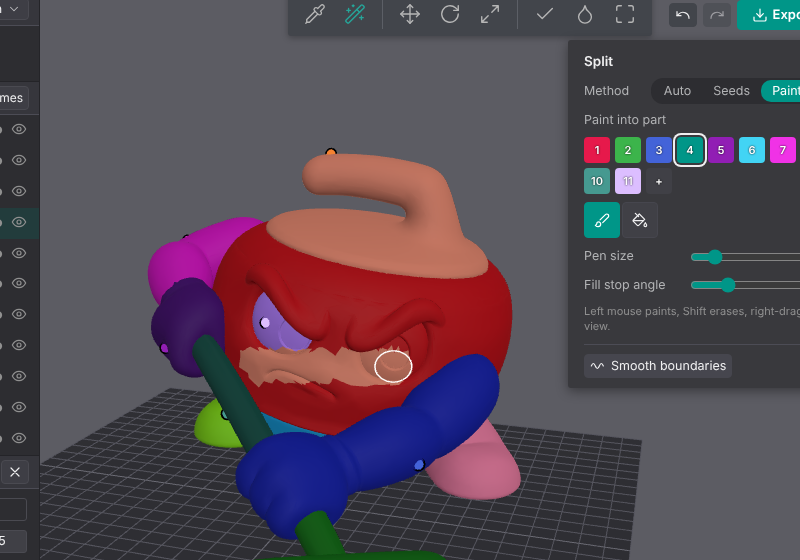 Expo
Split
Method Auto Seeds Paint
mes
Paint into part
1 2 3 4 5 6 7
10 11 +
Pen size
Fill stop angle
Left mouse paints, Shift erases, right-drag
view.
Smooth boundaries
5